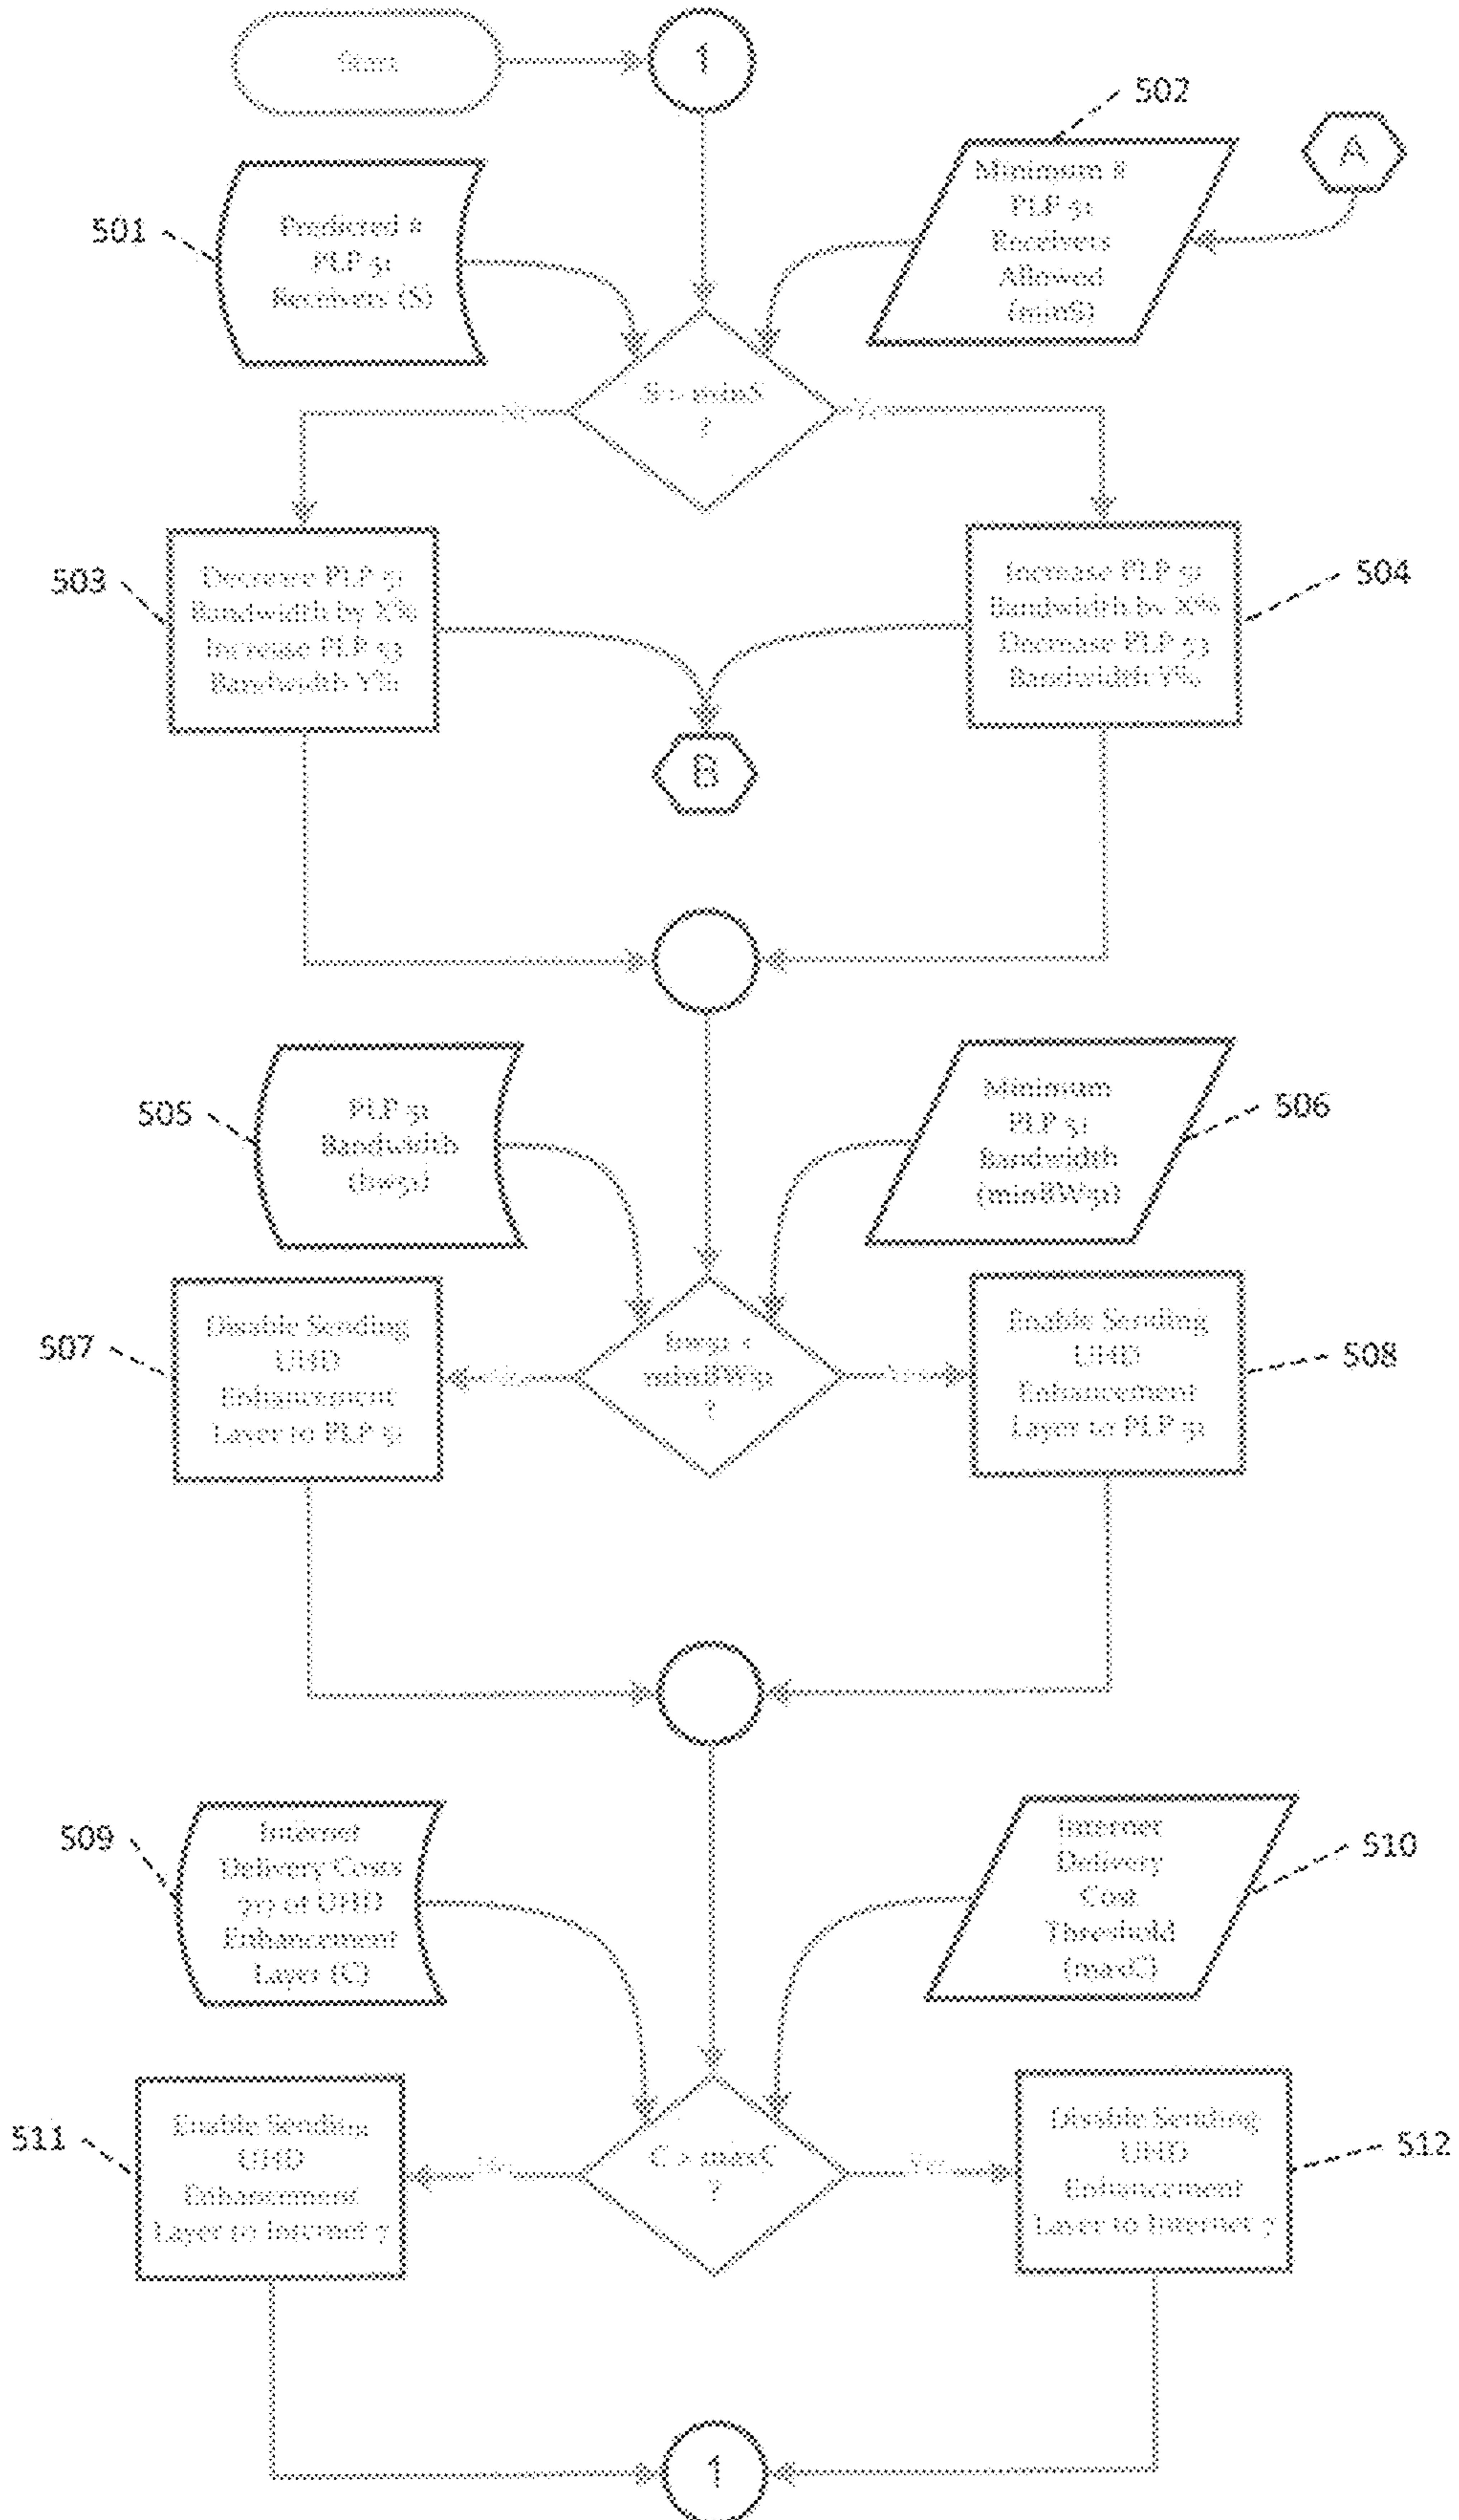 Start
1
502
A
Minimum #
PLP 51
Receivers
Allowed
(minS)
501
Predicted #
PLP 51
Receivers (S)
minS
?
No
Yes
503
Decrease PLP 51
Bandwidth by X%
Increase PLP 53
Bandwidth Y%
504
Increase PLP 51
Bandwidth by X%
Decrease PLP 53
Bandwidth Y%
B
505
PLP 51
Bandwidth
(bw51)
506
Minimum
PLP 51
Bandwidth
(minBW51)
507
Disable Sending
UHD
Enhancement
Layer to PLP 51
bw51 <
minBW51
?
No
Yes
508
Enable Sending
UHD
Enhancement
Layer to PLP 51
509
Internet
Delivery Costs
of UHD
Enhancement
Layer (C)
510
Internet
Delivery
Cost
Threshold
(maxC)
511
Enable Sending
UHD
Enhancement
Layer to Internet 7
C > maxC
?
No
Yes
512
Disable Sending
UHD
Enhancement
Layer to Internet 7
1